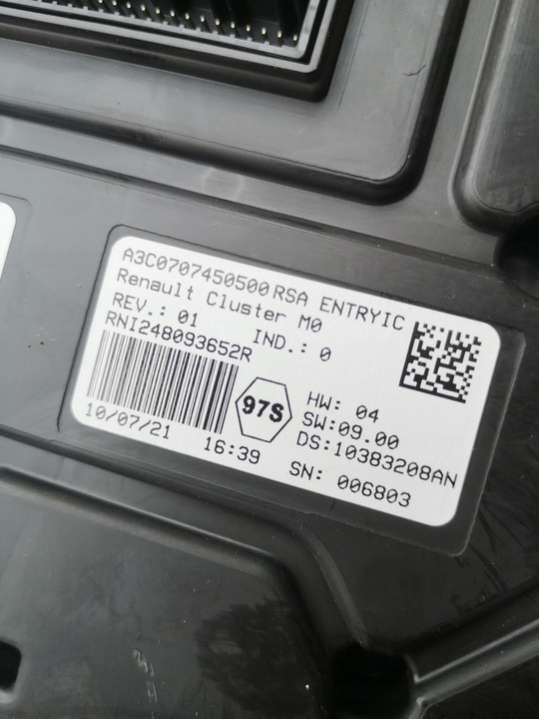 A3C0707450500 RSA ENTRYIC
Renault Cluster M0
REV.: 01 IND.: 0
RNI248093652R
97S
HW: 04
SW:09.00
DS:10383208AN
10/07/21 16:39 SN: 006803